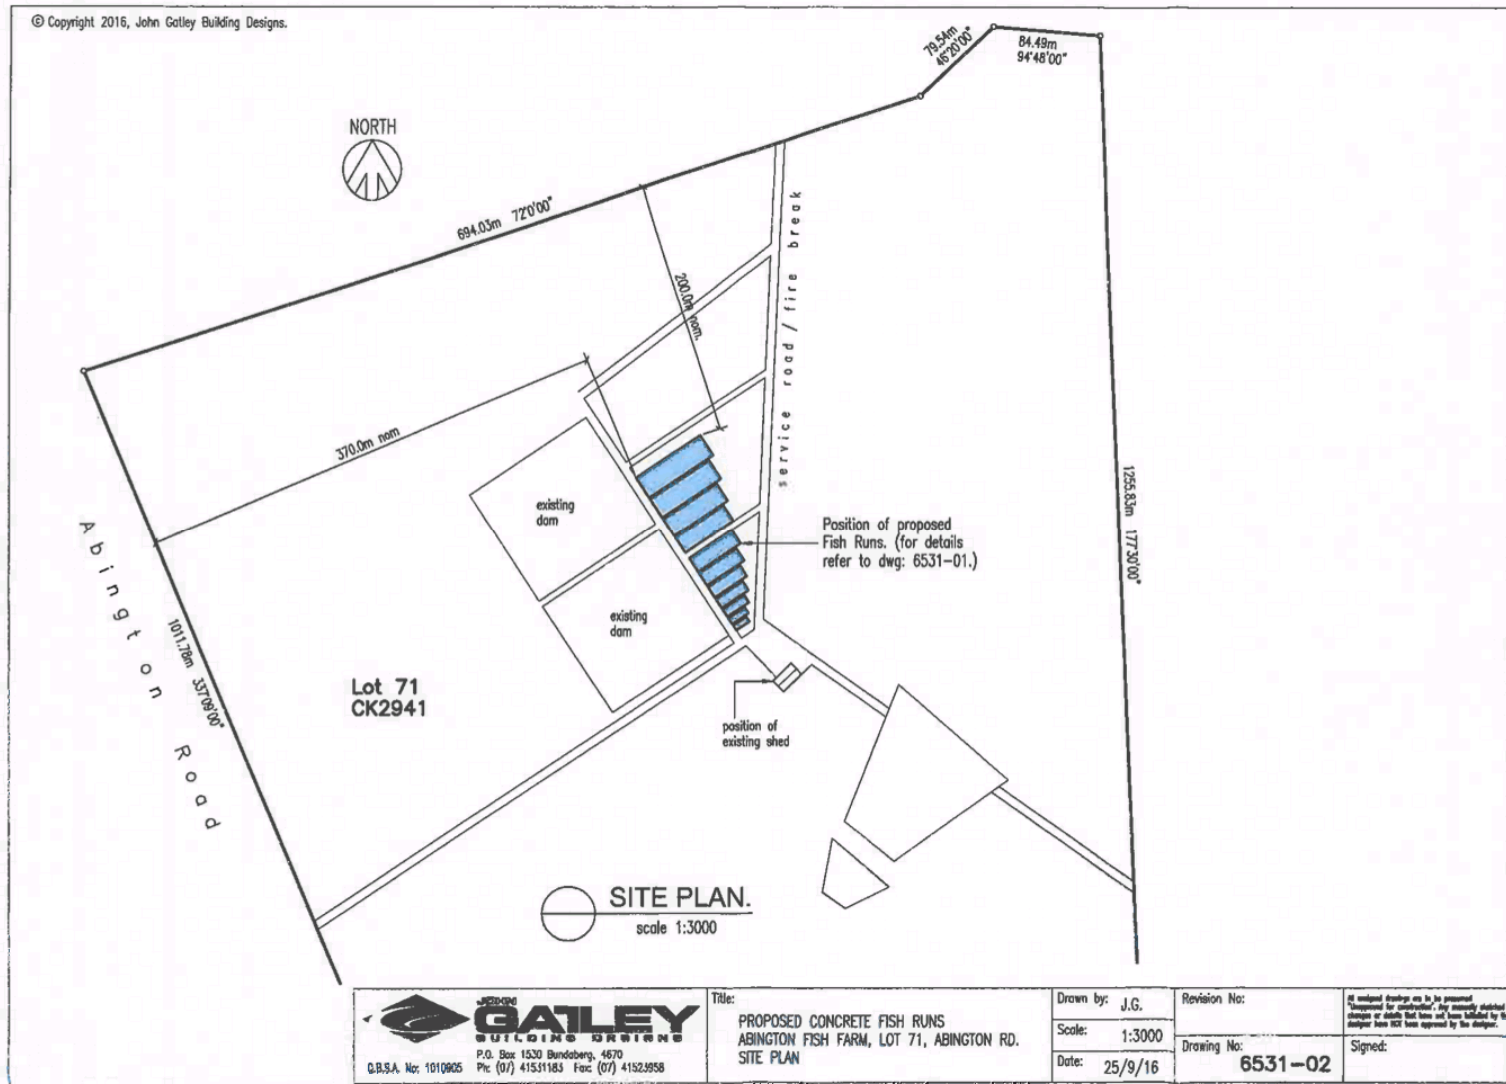 © Copyright 2016, John Gatley Building Designs.
NORTH
79.54m
46°20'00"
84.49m
94°48'00"
694.03m 72°0'00"
200.0m nom.
service road / fire break
370.0m nom
existing
dam
Position of proposed
Fish Runs. (for details
refer to dwg: 6531-01.)
existing
dam
1255.83m 177°30'00"
Abington Road
1011.78m 337°09'00"
Lot 71
CK2941
position of
existing shed
SITE PLAN.
scale 1:3000
JOHN
GATLEY
BUILDING DESIGNS
P.O. Box 1530 Bundaberg, 4670
Q.B.S.A. No: 1010905 Ph: (07) 41531183 Fax: (07) 41523958
Title:
PROPOSED CONCRETE FISH RUNS
ABINGTON FISH FARM, LOT 71, ABINGTON RD.
SITE PLAN
Drawn by: J.G.
Scale: 1:3000
Date: 25/9/16
Revision No:
Drawing No:
6531-02
Signed: